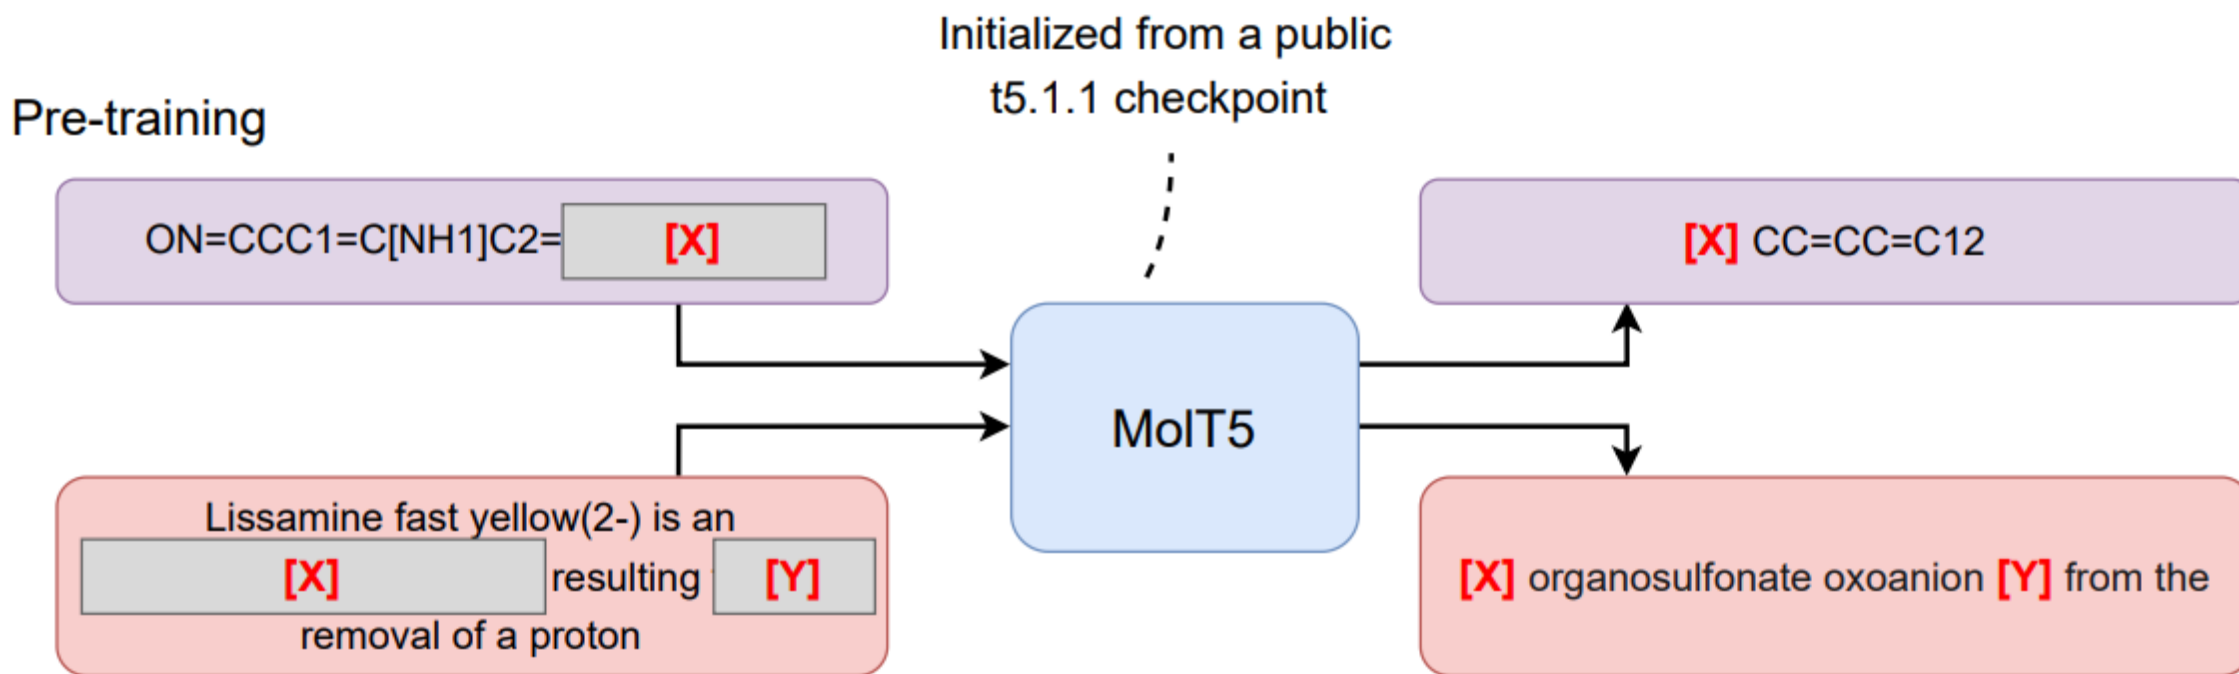 Initialized from a public
t5.1.1 checkpoint
Pre-training
ON=CCC1=C[NH1]C2= [X]
[X] CC=CC=C12
MolT5
Lissamine fast yellow(2-) is an
[X] resulting [Y]
removal of a proton
[X] organosulfonate oxoanion [Y] from the